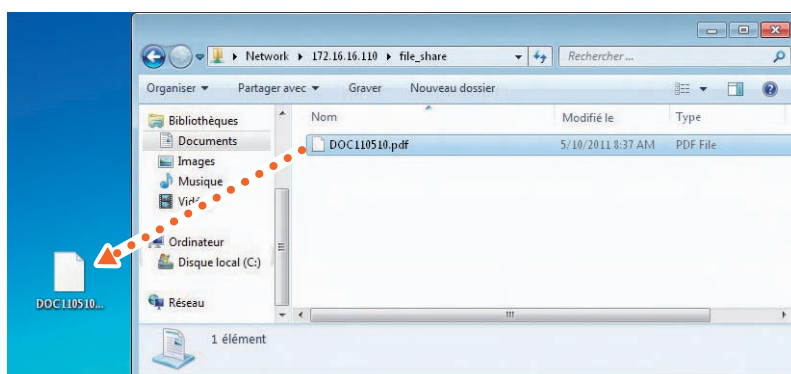 Network ▸ 172.16.16.110 ▸ file_share
Rechercher ...
Organiser
Partager avec
Graver
Nouveau dossier
Bibliothèques
Documents
Images
Musique
Ordinateur
Disque local (C:)
Réseau
Nom
Modifié le
Type
DOC110510.pdf
5/10/2011 8:37 AM
PDF File
DOC110510...
1 élément